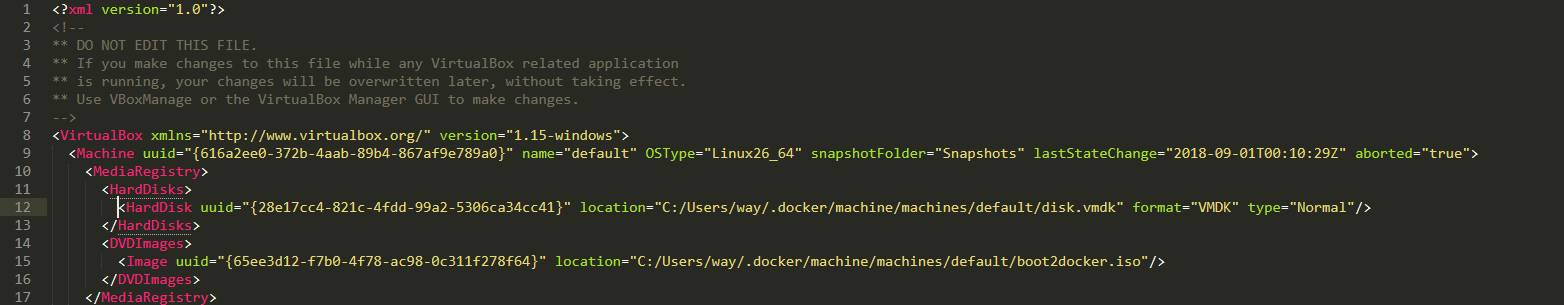 1 <?xml version="1.0"?>
2 <!--
3 ** DO NOT EDIT THIS FILE.
4 ** If you make changes to this file while any VirtualBox related application
5 ** is running, your changes will be overwritten later, without taking effect.
6 ** Use VBoxManage or the VirtualBox Manager GUI to make changes.
7 -->
8 <VirtualBox xmlns="http://www.virtualbox.org/" version="1.15-windows">
9 <Machine uuid="{616a2ee0-372b-4aab-89b4-867af9e789a0}" name="default" OSType="Linux26_64" snapshotFolder="Snapshots" lastStateChange="2018-09-01T00:10:29Z" aborted="true">
10 <MediaRegistry>
11 <HardDisks>
12 <HardDisk uuid="{28e17cc4-821c-4fdd-99a2-5306ca34cc41}" location="C:/Users/way/.docker/machine/machines/default/disk.vmdk" format="VMDK" type="Normal"/>
13 </HardDisks>
14 <DVDImages>
15 <Image uuid="{65ee3d12-f7b0-4f78-ac98-0c311f278f64}" location="C:/Users/way/.docker/machine/machines/default/boot2docker.iso"/>
16 </DVDImages>
17 </MediaRegistry>